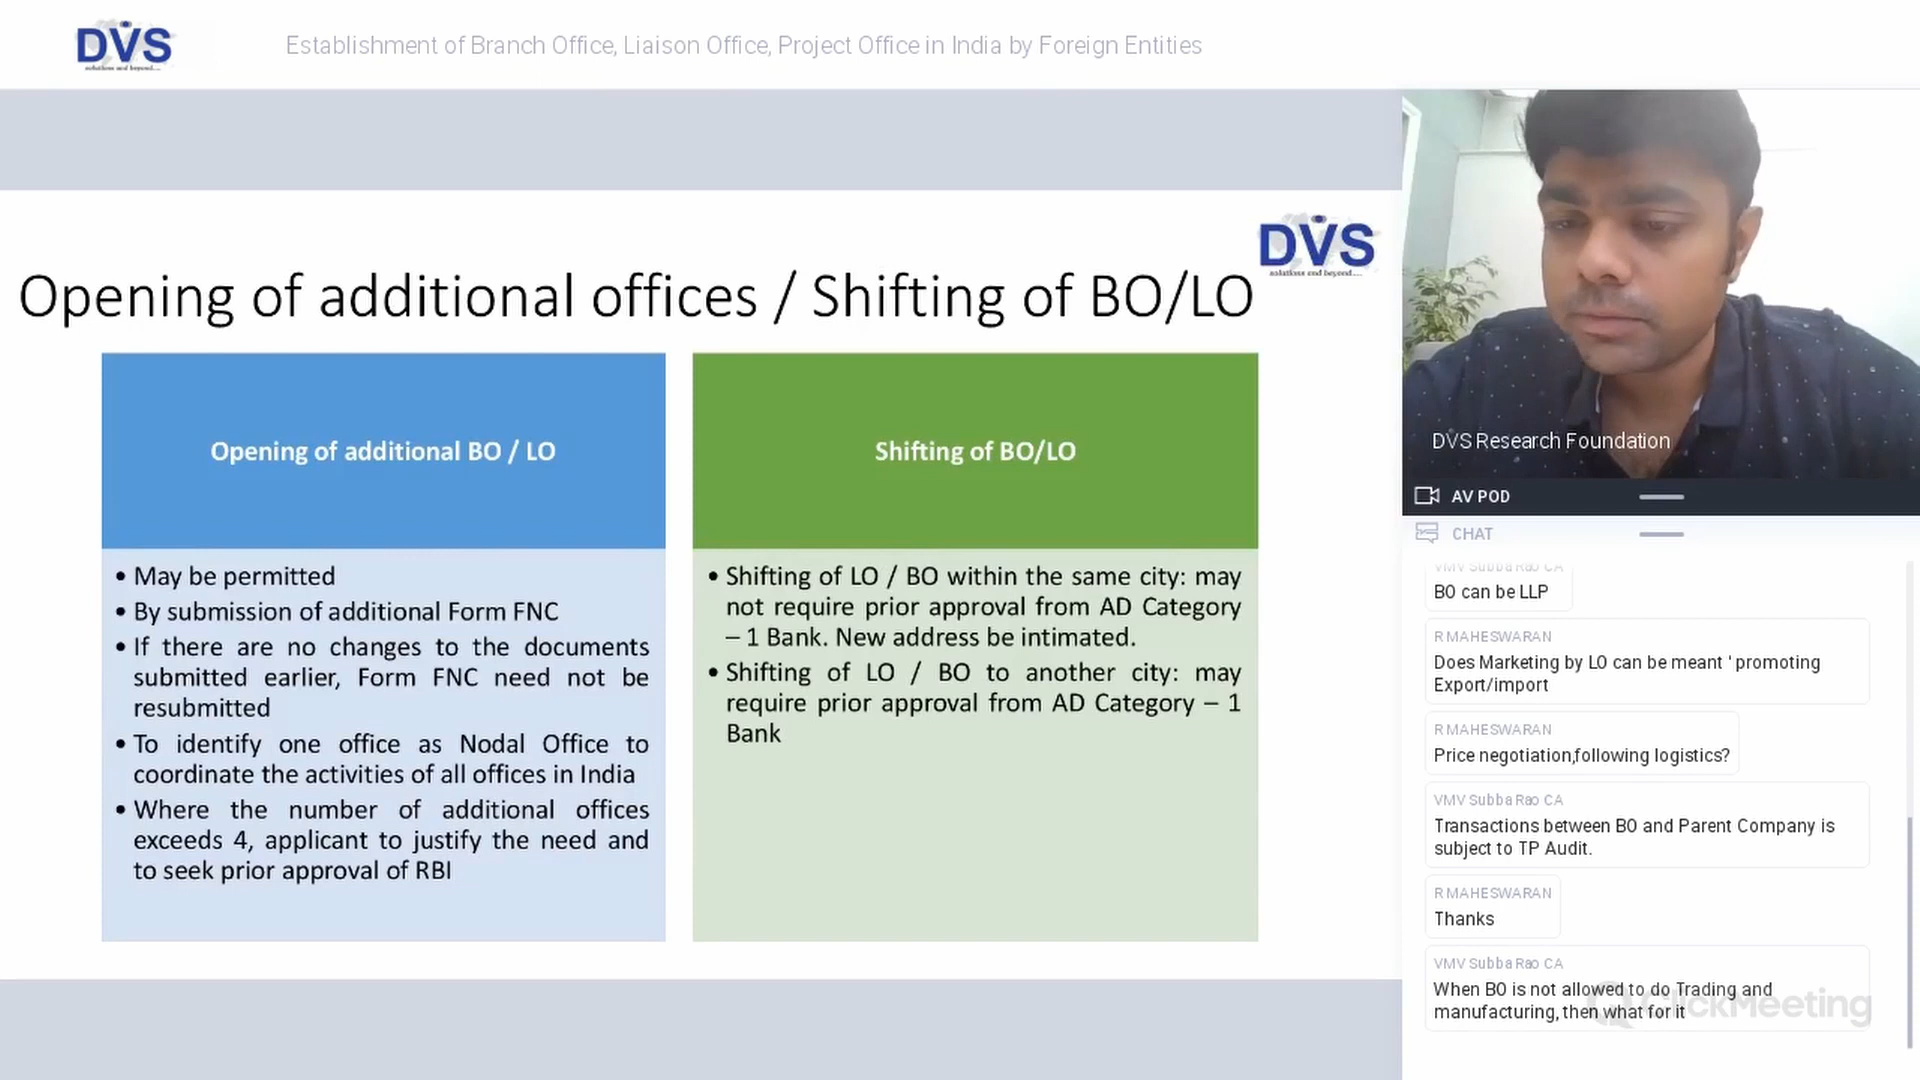 DVS
solutions and beyond....
Establishment of Branch Office, Liaison Office, Project Office in India by Foreign Entities
DVS
solutions and beyond....
Opening of additional offices / Shifting of BO/LO
Opening of additional BO / LO
• May be permitted
• By submission of additional Form FNC
• If there are no changes to the documents
submitted earlier, Form FNC need not be
resubmitted
• To identify one office as Nodal Office to
coordinate the activities of all offices in India
• Where the number of additional offices
exceeds 4, applicant to justify the need and
to seek prior approval of RBI
Shifting of BO/LO
• Shifting of LO / BO within the same city: may
not require prior approval from AD Category
– 1 Bank. New address be intimated.
• Shifting of LO / BO to another city: may
require prior approval from AD Category – 1
Bank
DVS Research Foundation
AV POD
CHAT
VMV Subba Rao CA
BO can be LLP
R MAHESWARAN
Does Marketing by LO can be meant ' promoting
Export/import
R MAHESWARAN
Price negotiation,following logistics?
VMV Subba Rao CA
Transactions between BO and Parent Company is
subject to TP Audit.
R MAHESWARAN
Thanks
VMV Subba Rao CA
When BO is not allowed to do Trading and
manufacturing, then what for it
ClickMeeting